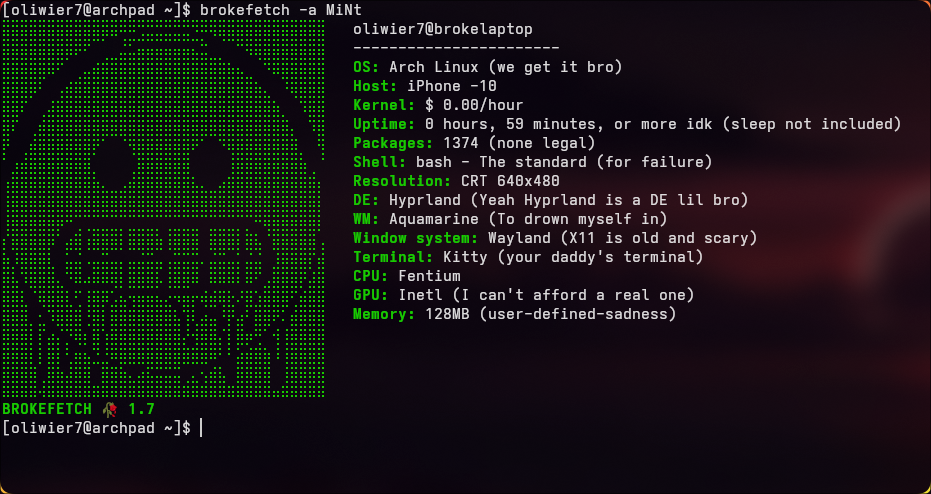 [oliwier7@archpad ~]$ brokefetch -a MiNt
oliwier7@brokelaptop
-----------------------
OS: Arch Linux (we get it bro)
Host: iPhone -10
Kernel: $ 0.00/hour
Uptime: 0 hours, 59 minutes, or more idk (sleep not included)
Packages: 1374 (none legal)
Shell: bash - The standard (for failure)
Resolution: CRT 640x480
DE: Hyprland (Yeah Hyprland is a DE lil bro)
WM: Aquamarine (To drown myself in)
Window system: Wayland (X11 is old and scary)
Terminal: Kitty (your daddy's terminal)
CPU: Fentium
GPU: Inetl (I can't afford a real one)
Memory: 128MB (user-defined-sadness)
BROKEFETCH 🥀 1.7
[oliwier7@archpad ~]$